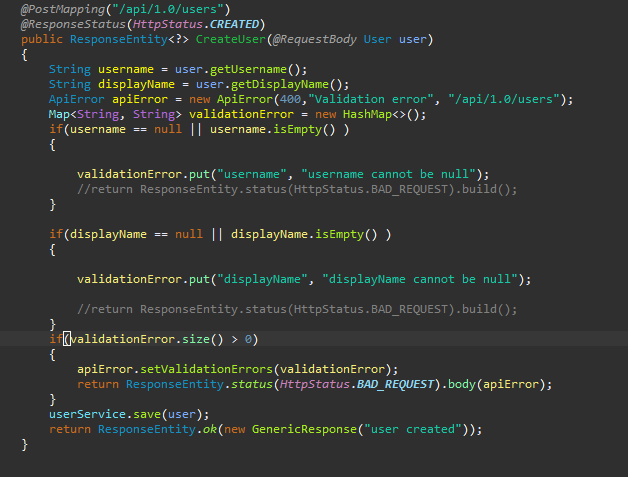 @PostMapping("/api/1.0/users")
@ResponseStatus(HttpStatus.CREATED)
public ResponseEntity<?> CreateUser(@RequestBody User user)
{
String username = user.getUsername();
String displayName = user.getDisplayName();
ApiError apiError = new ApiError(400,"Validation error", "/api/1.0/users");
Map<String, String> validationError = new HashMap<>();
if(username == null || username.isEmpty() )
{
validationError.put("username", "username cannot be null");
//return ResponseEntity.status(HttpStatus.BAD_REQUEST).build();
}
if(displayName == null || displayName.isEmpty() )
{
validationError.put("displayName", "displayName cannot be null");
//return ResponseEntity.status(HttpStatus.BAD_REQUEST).build();
}
if(validationError.size() > 0)
{
apiError.setValidationErrors(validationError);
return ResponseEntity.status(HttpStatus.BAD_REQUEST).body(apiError);
}
userService.save(user);
return ResponseEntity.ok(new GenericResponse("user created"));
}